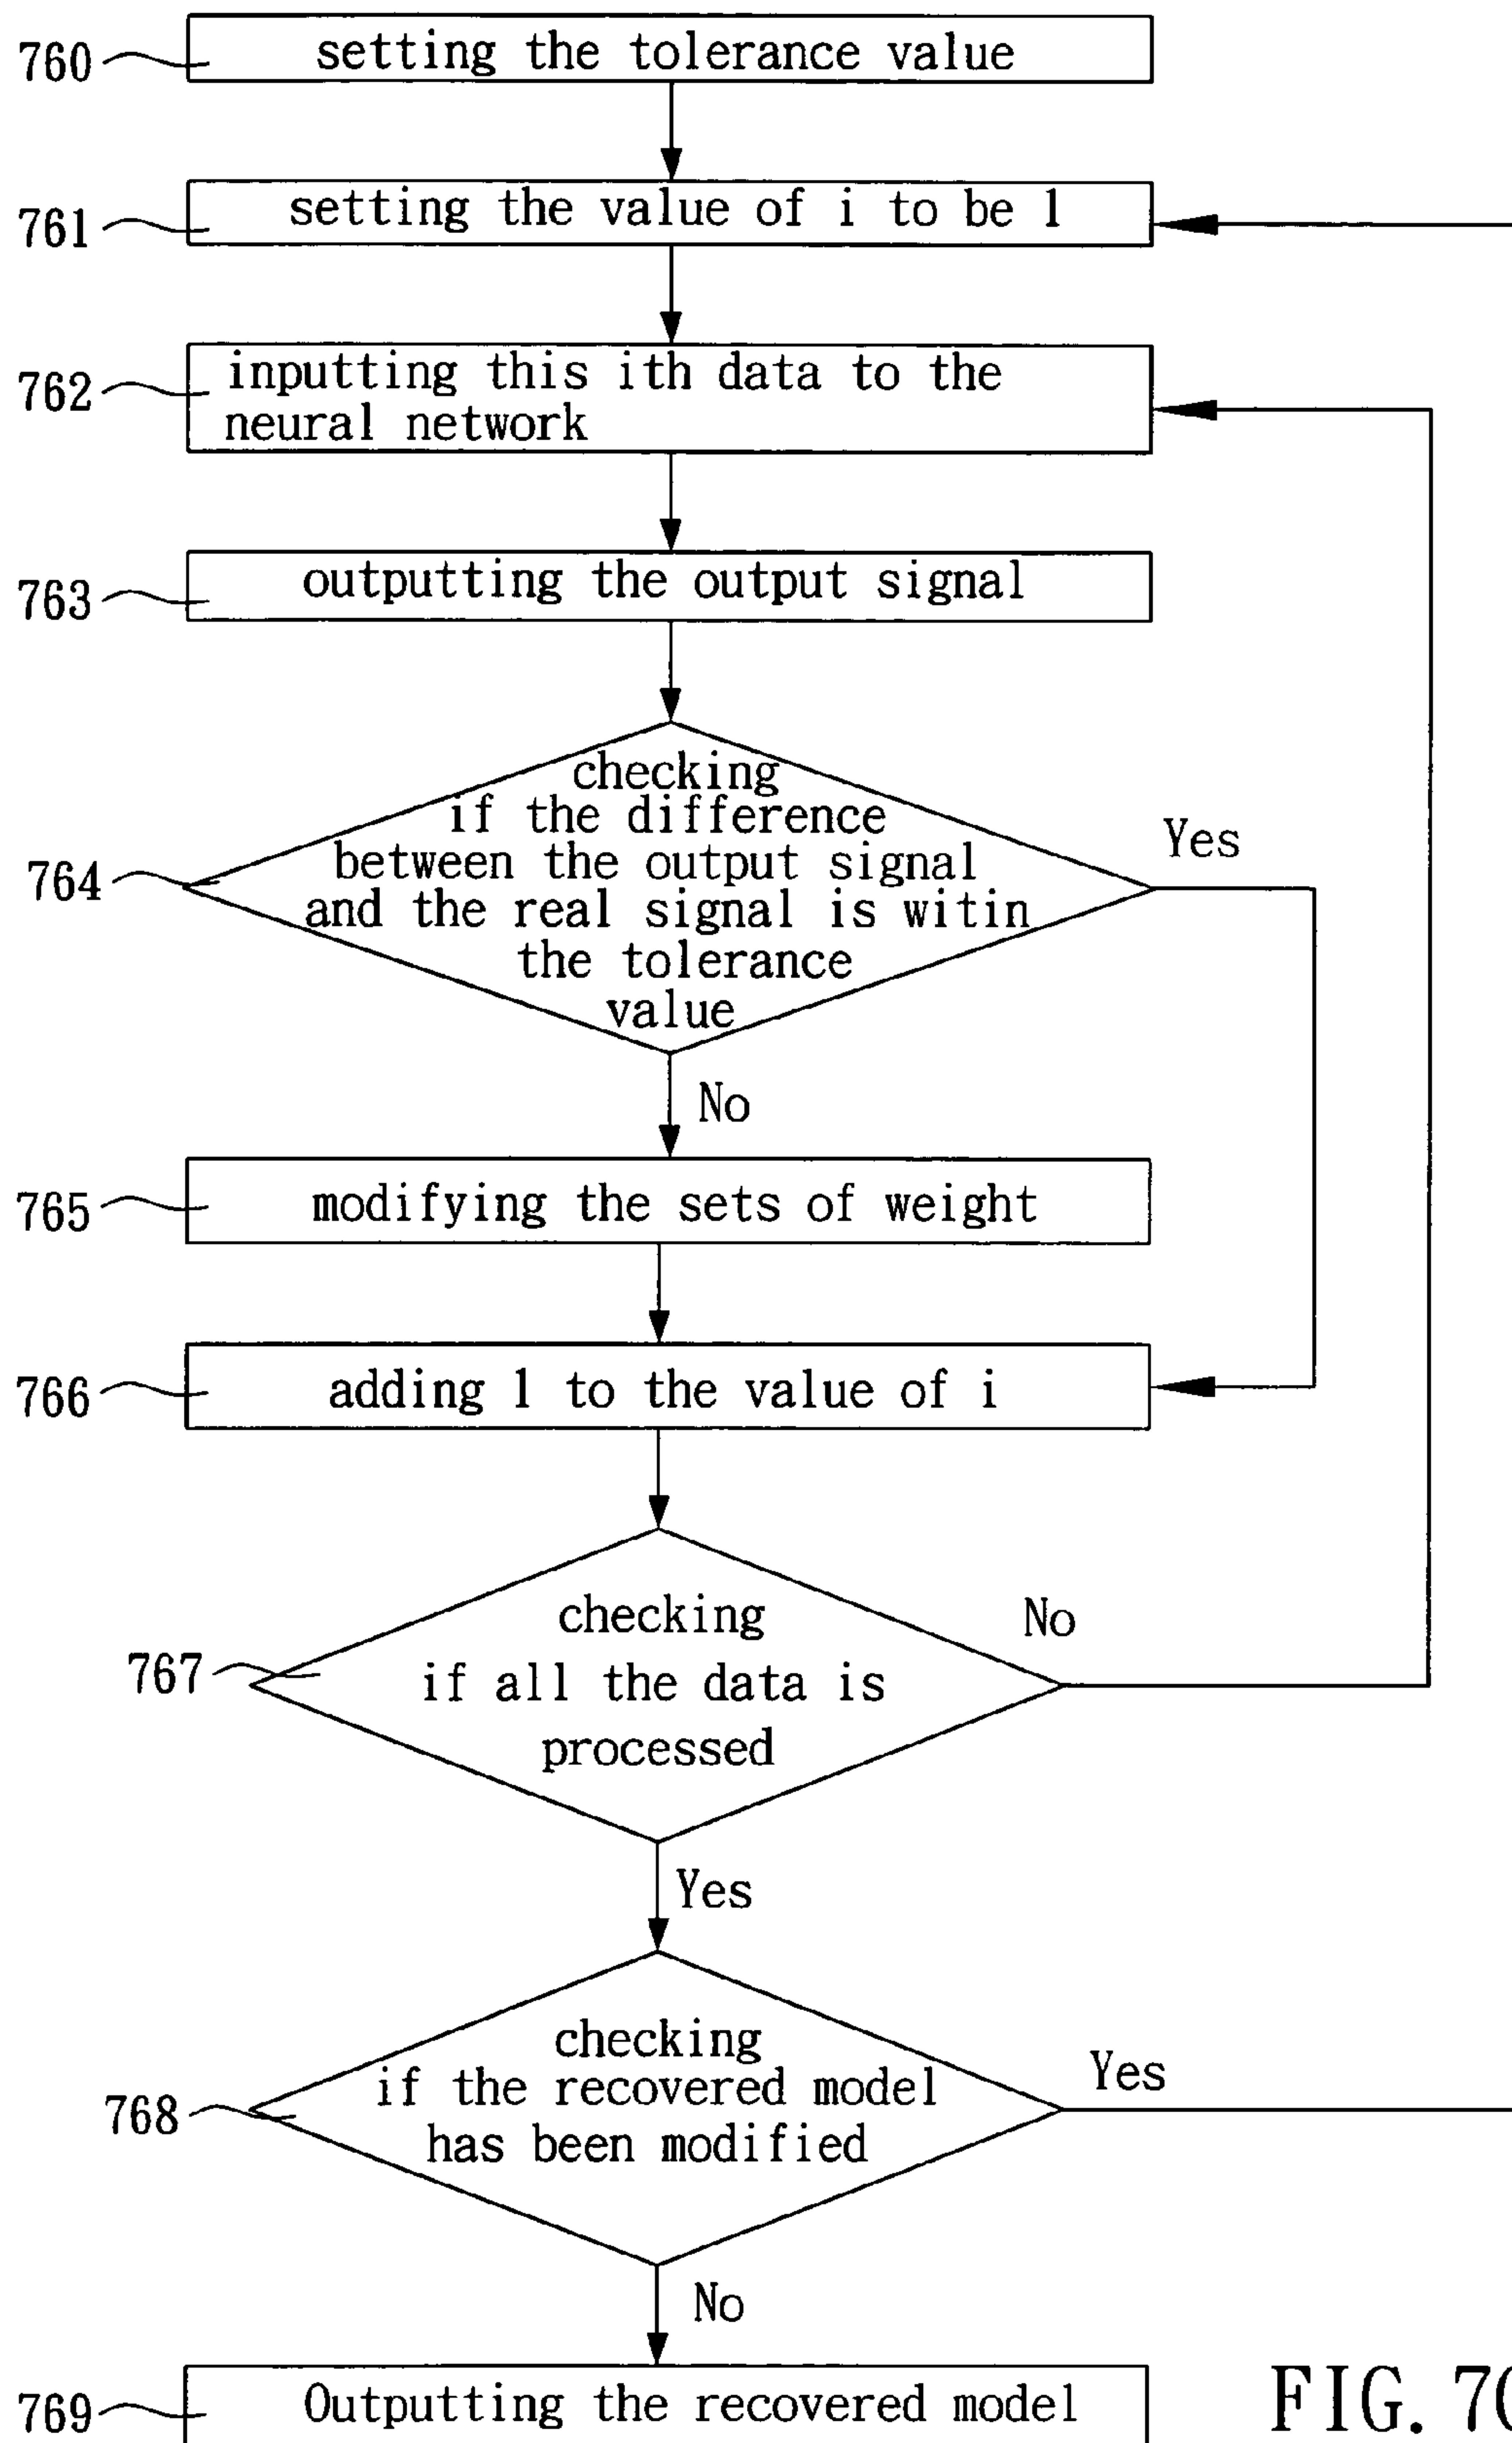 760
setting the tolerance value
761
setting the value of i to be 1
762
inputting this ith data to the
neural network
763
outputting the output signal
764
checking
if the difference
between the output signal
and the real signal is witin
the tolerance
value
Yes
No
765
modifying the sets of weight
766
adding 1 to the value of i
767
checking
if all the data is
processed
No
Yes
768
checking
if the recovered model
has been modified
Yes
No
769
Outputting the recovered model
FIG. 7